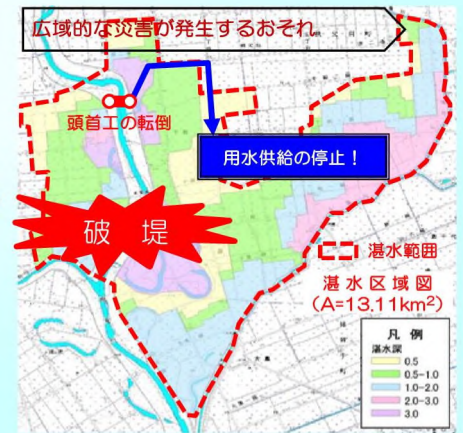 広域的な災害が発生するおそれ
頭首工の転倒
用水供給の停止！
破 堤
湛水範囲
湛水区域図
（A=13.11km²）
凡 例
湛水深
0.5
0.5-1.0
1.0-2.0
2.0-3.0
3.0